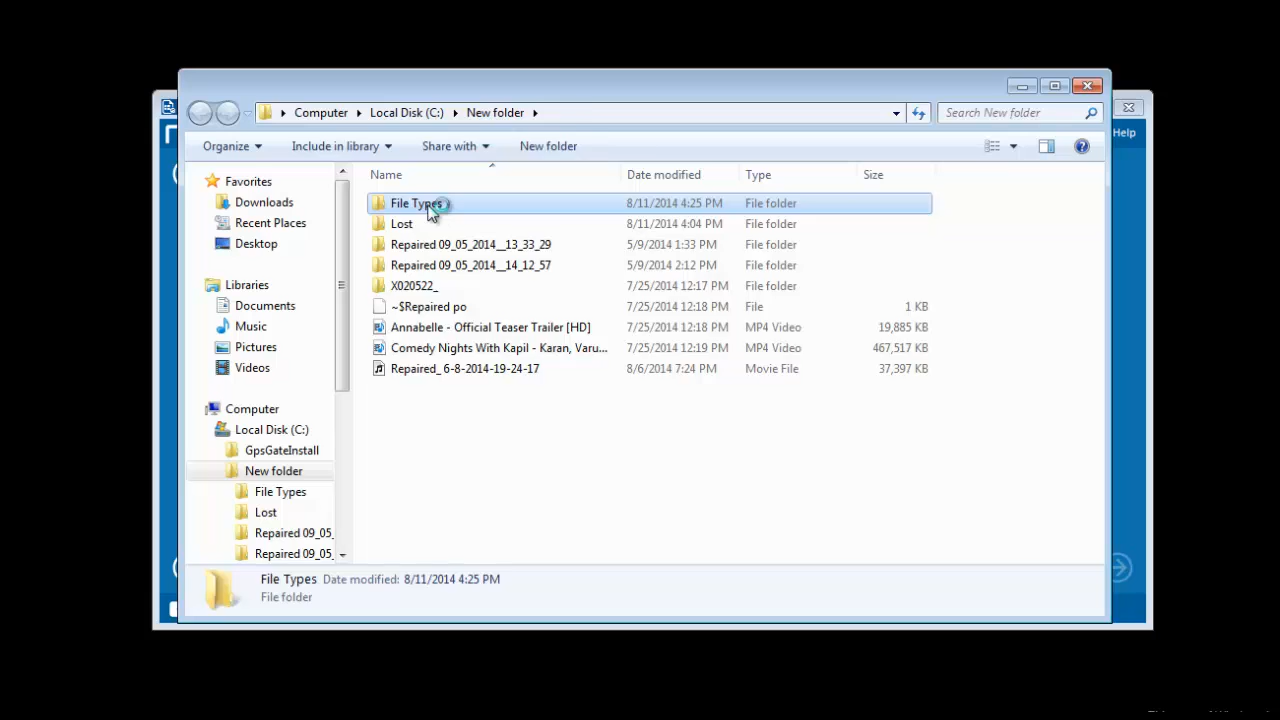 Help
Computer Local Disk (C:) New folder
Search New folder
Organize Include in library Share with New folder
Name Date modified Type Size
Favorites
Downloads
Recent Places
Desktop
Libraries
Documents
Music
Pictures
Videos
Computer
Local Disk (C:)
GpsGateInstall
New folder
File Types
Lost
Repaired 09_05_
Repaired 09_05_
File Types 8/11/2014 4:25 PM File folder
Lost 8/11/2014 4:04 PM File folder
Repaired 09_05_2014__13_33_29 5/9/2014 1:33 PM File folder
Repaired 09_05_2014__14_12_57 5/9/2014 2:12 PM File folder
X020522_ 7/25/2014 12:17 PM File folder
~$Repaired po 7/25/2014 12:18 PM File 1 KB
Annabelle - Official Teaser Trailer [HD] 7/25/2014 12:18 PM MP4 Video 19,885 KB
Comedy Nights With Kapil - Karan, Varu... 7/25/2014 12:19 PM MP4 Video 467,517 KB
Repaired_ 6-8-2014-19-24-17 8/6/2014 7:24 PM Movie File 37,397 KB
File Types Date modified: 8/11/2014 4:25 PM
File folder